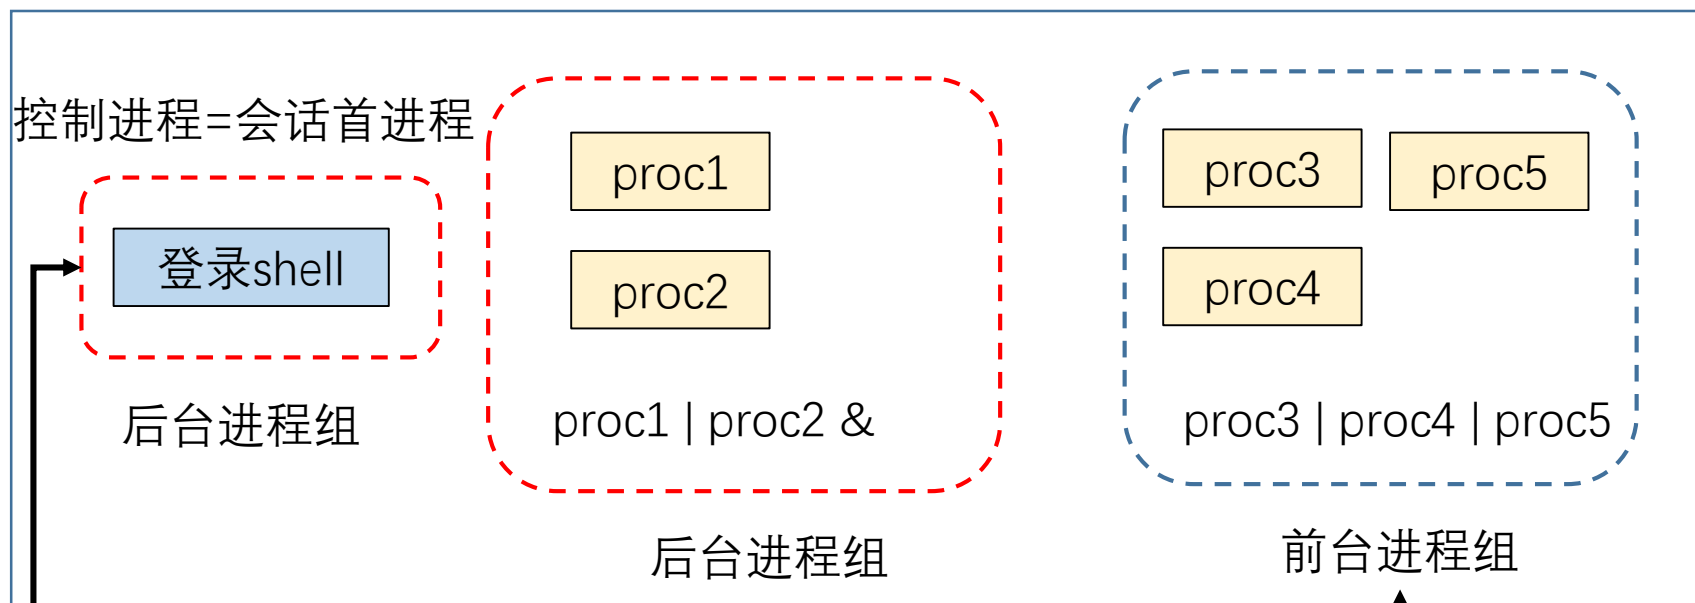 控制进程=会话首进程
登录shell
后台进程组
proc1
proc2
proc1 | proc2 &
后台进程组
proc3
proc5
proc4
proc3 | proc4 | proc5
前台进程组